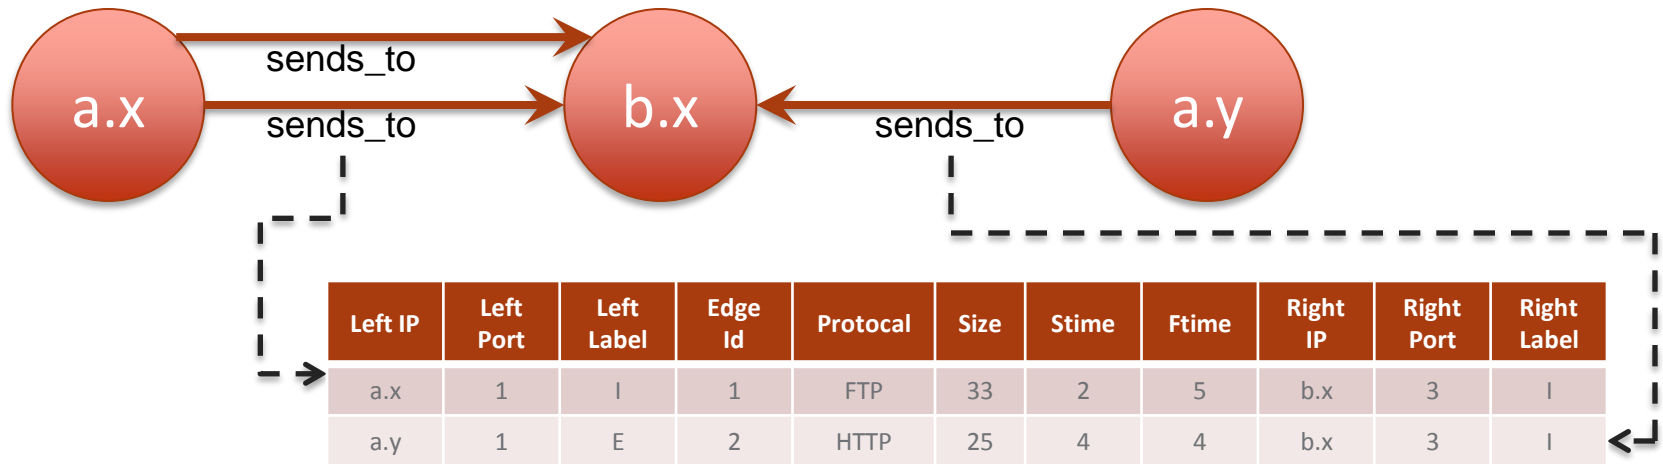 sends_to
a.x b.x a.y
sends_to sends_to
Left IP Left Port Left Label Edge Id Protocal Size Stime Ftime Right IP Right Port Right Label
a.x 1 I 1 FTP 33 2 5 b.x 3 I
a.y 1 E 2 HTTP 25 4 4 b.x 3 I